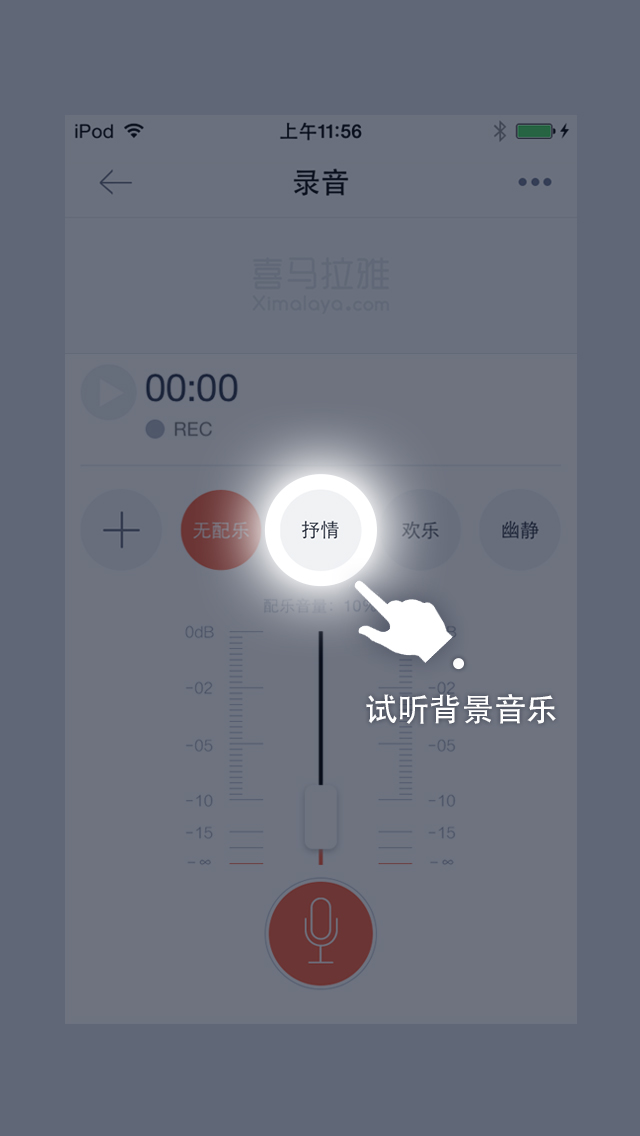 iPod 上午11:56
录音
喜马拉雅
Ximalaya.com
00:00
REC
无配乐 抒情 欢乐 幽静
配乐音量：10%
0dB B
-02 -02
-05 -05
试听背景音乐
-10 -10
-15 -15
-∞ -∞